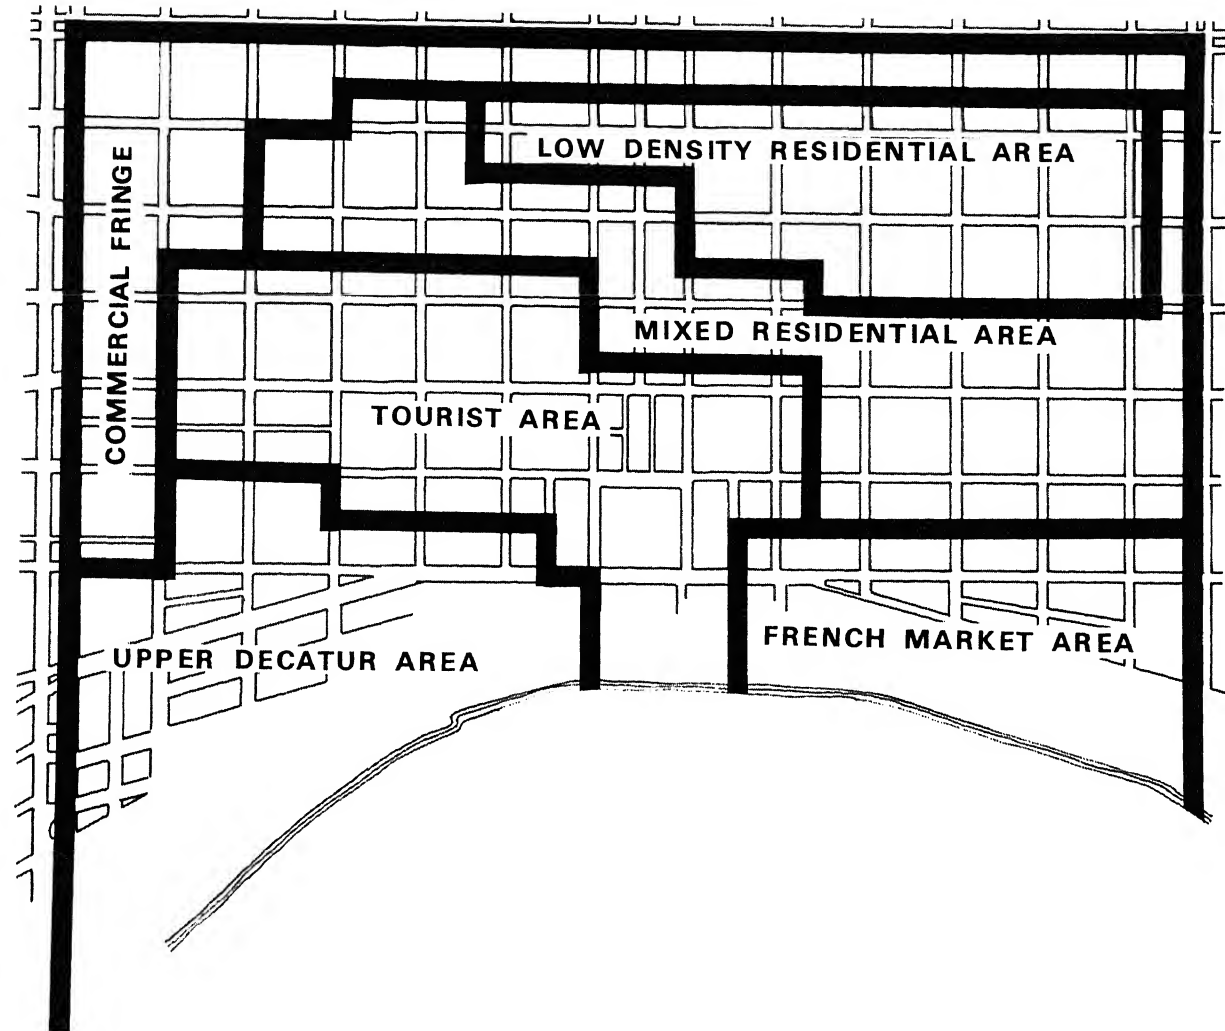 LOW DENSITY RESIDENTIAL AREA
COMMERCIAL FRINGE
MIXED RESIDENTIAL AREA
TOURIST AREA
FRENCH MARKET AREA
UPPER DECATUR AREA